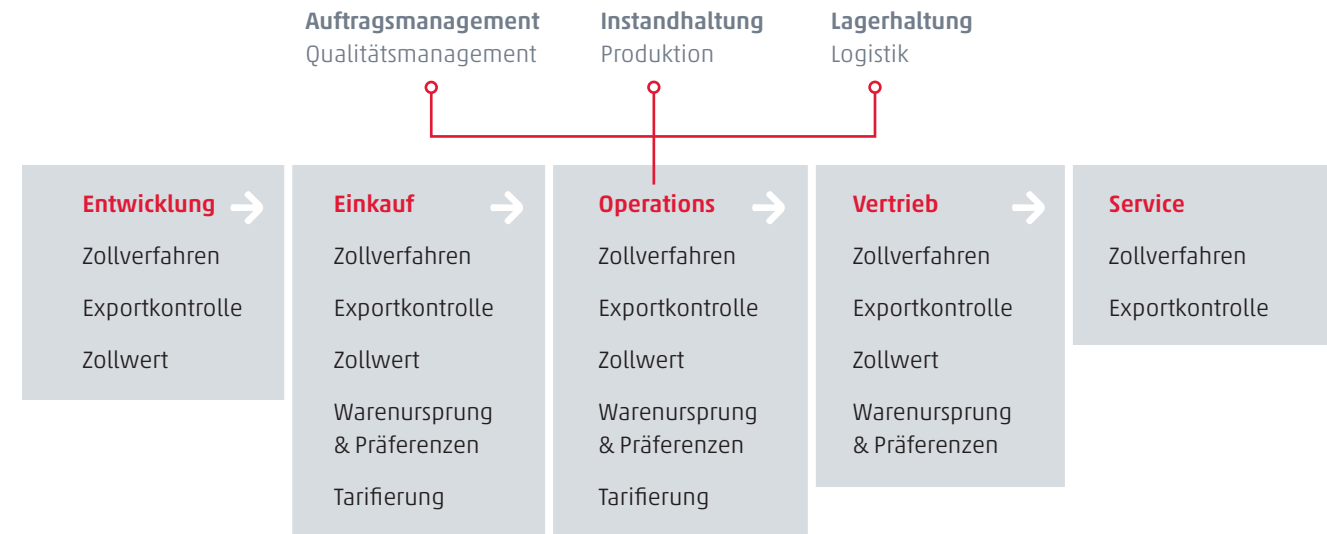 Auftragsmanagement
Qualitätsmanagement
Instandhaltung
Produktion
Lagerhaltung
Logistik
Entwicklung
Zollverfahren
Exportkontrolle
Zollwert
Einkauf
Zollverfahren
Exportkontrolle
Zollwert
Warenursprung
& Präferenzen
Tarifierung
Operations
Zollverfahren
Exportkontrolle
Zollwert
Warenursprung
& Präferenzen
Tarifierung
Vertrieb
Zollverfahren
Exportkontrolle
Zollwert
Warenursprung
& Präferenzen
Service
Zollverfahren
Exportkontrolle